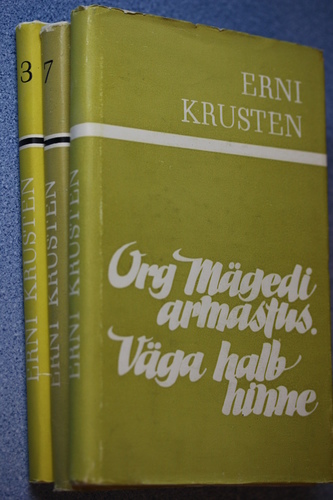 3
ERNI KRUSTEN
7
ERNI KRUSTEN
ERNI KRUSTEN
ERNI
KRUSTEN
Org Mägedi
armastus.
Väga halb
hinne